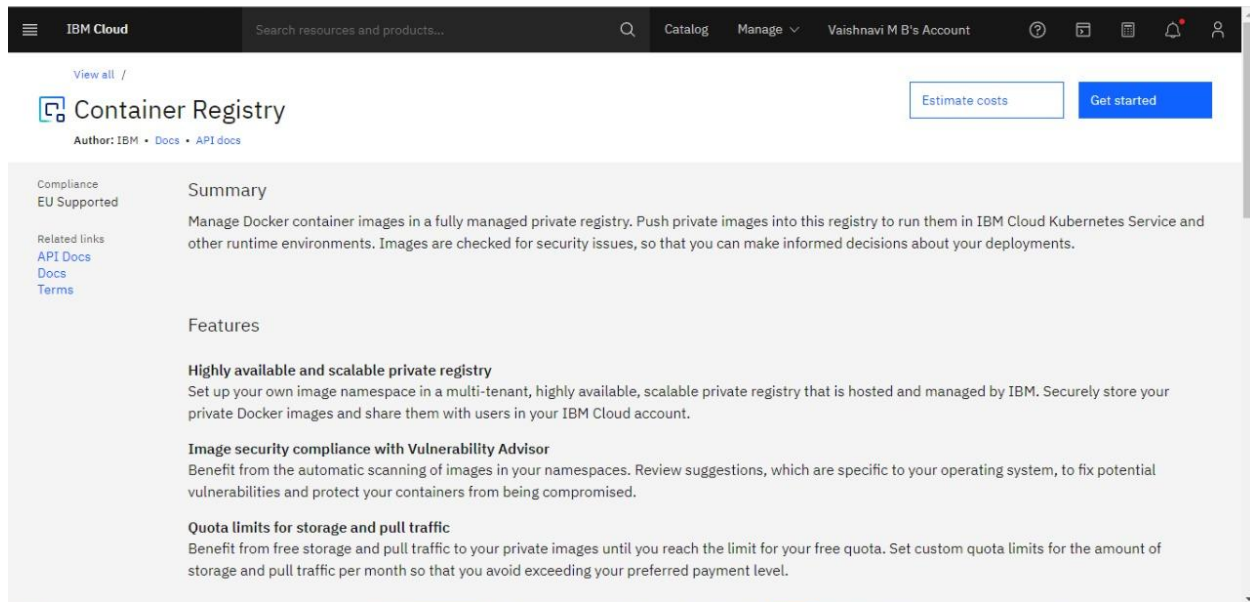 IBM Cloud
Search resources and products...
Catalog
Manage
Vaishnavi M B's Account
View all /
Container Registry
Estimate costs
Get started
Author: IBM • Docs • API docs
Compliance
EU Supported
Related links
API Docs
Docs
Terms
Summary
Manage Docker container images in a fully managed private registry. Push private images into this registry to run them in IBM Cloud Kubernetes Service and
other runtime environments. Images are checked for security issues, so that you can make informed decisions about your deployments.
Features
Highly available and scalable private registry
Set up your own image namespace in a multi-tenant, highly available, scalable private registry that is hosted and managed by IBM. Securely store your
private Docker images and share them with users in your IBM Cloud account.
Image security compliance with Vulnerability Advisor
Benefit from the automatic scanning of images in your namespaces. Review suggestions, which are specific to your operating system, to fix potential
vulnerabilities and protect your containers from being compromised.
Quota limits for storage and pull traffic
Benefit from free storage and pull traffic to your private images until you reach the limit for your free quota. Set custom quota limits for the amount of
storage and pull traffic per month so that you avoid exceeding your preferred payment level.